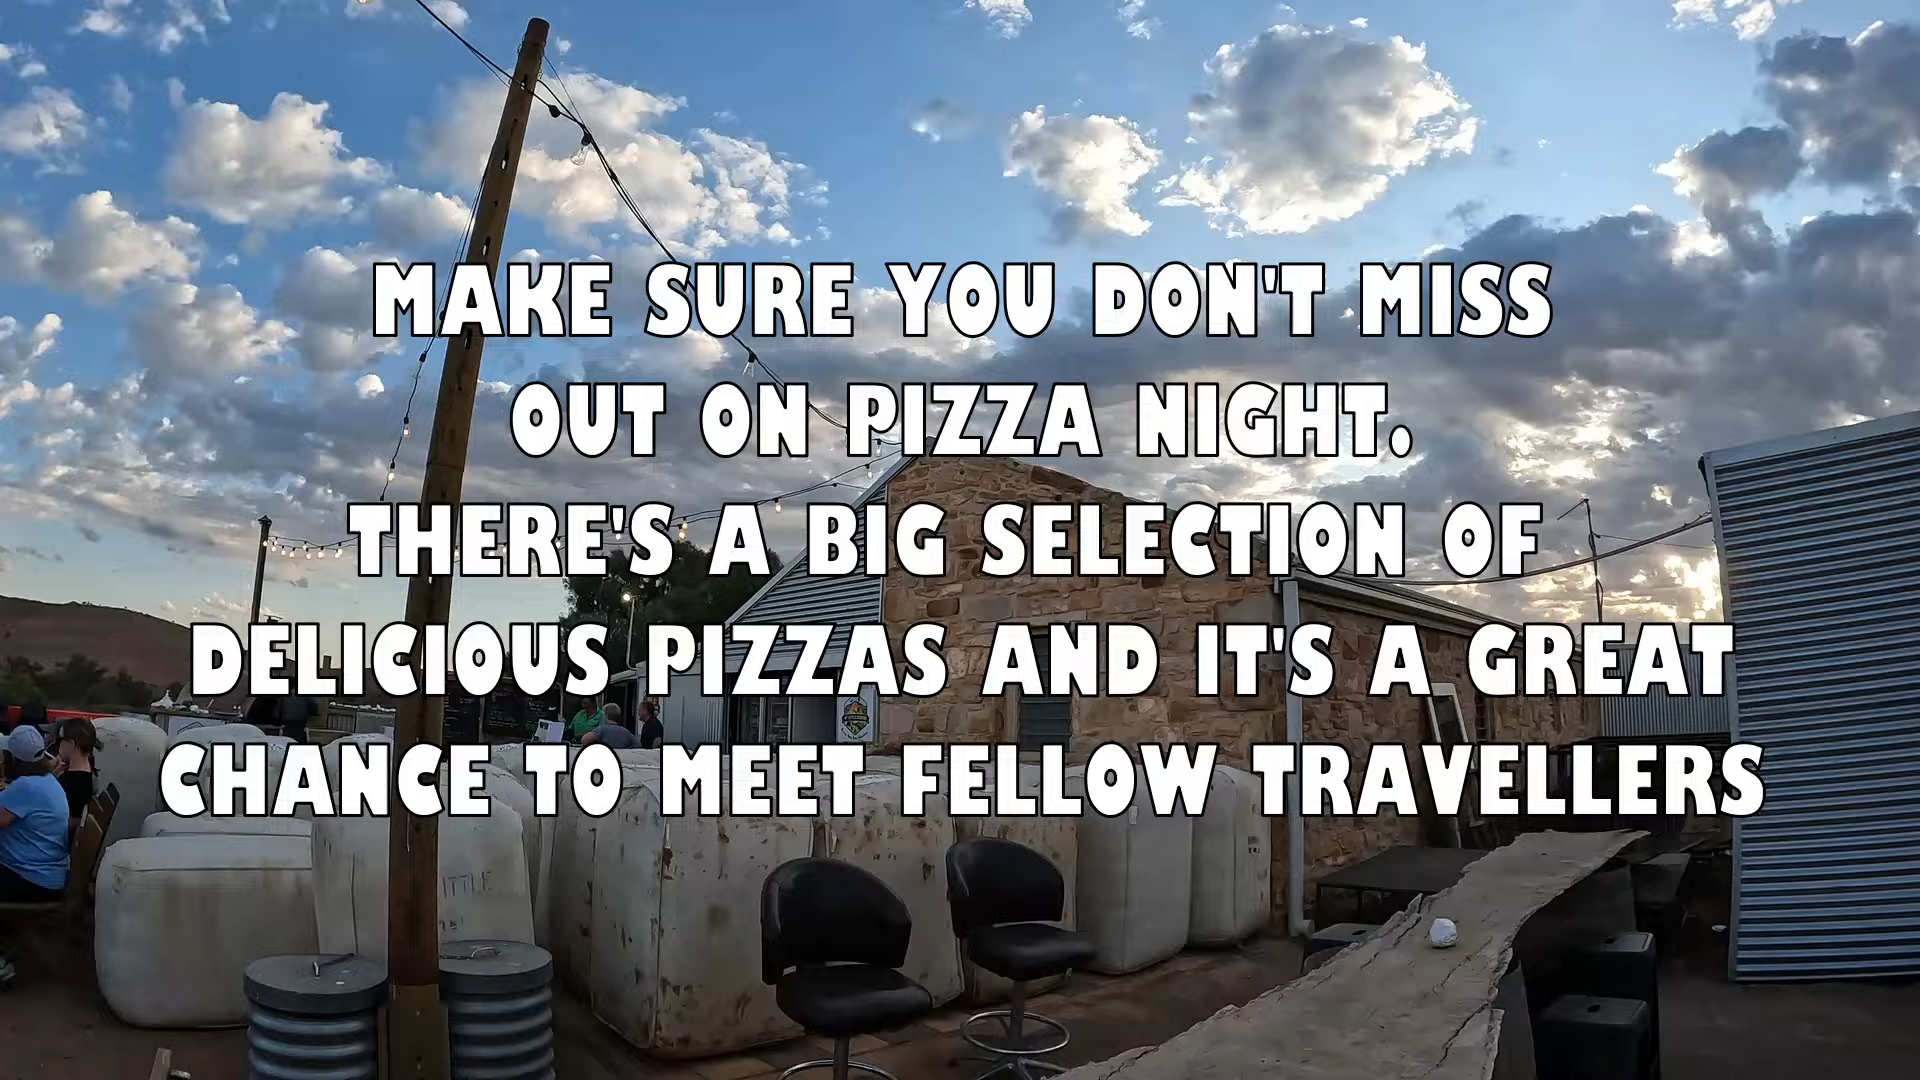 MAKE SURE YOU DON'T MISS
OUT ON PIZZA NIGHT.
THERE'S A BIG SELECTION OF
DELICIOUS PIZZAS AND IT'S A GREAT
CHANCE TO MEET FELLOW TRAVELLERS